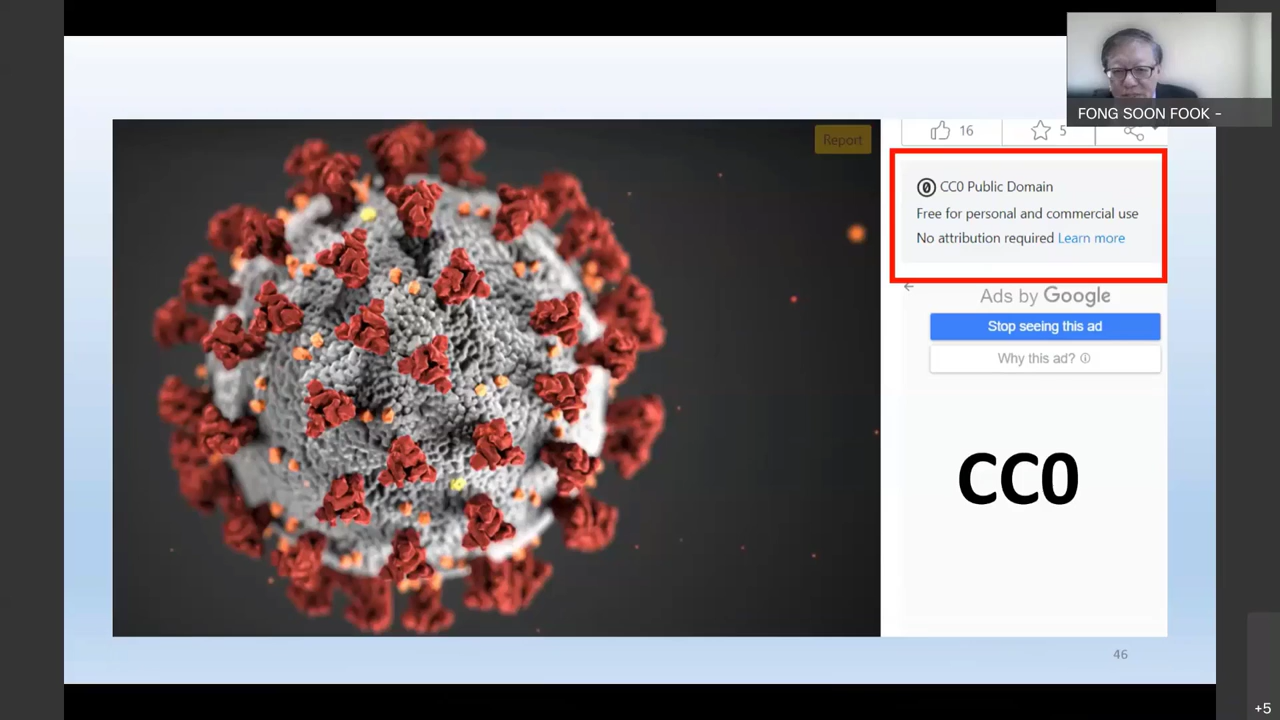 FONG SOON FOOK -
Report
16
5
CC0 Public Domain
Free for personal and commercial use
No attribution required Learn more
Ads by Google
Stop seeing this ad
Why this ad?
CC0
46
+5